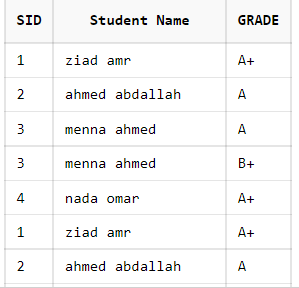 SID Student Name GRADE
1 ziad amr A+
2 ahmed abdallah A
3 menna ahmed A
3 menna ahmed B+
4 nada omar A+
1 ziad amr A+
2 ahmed abdallah A